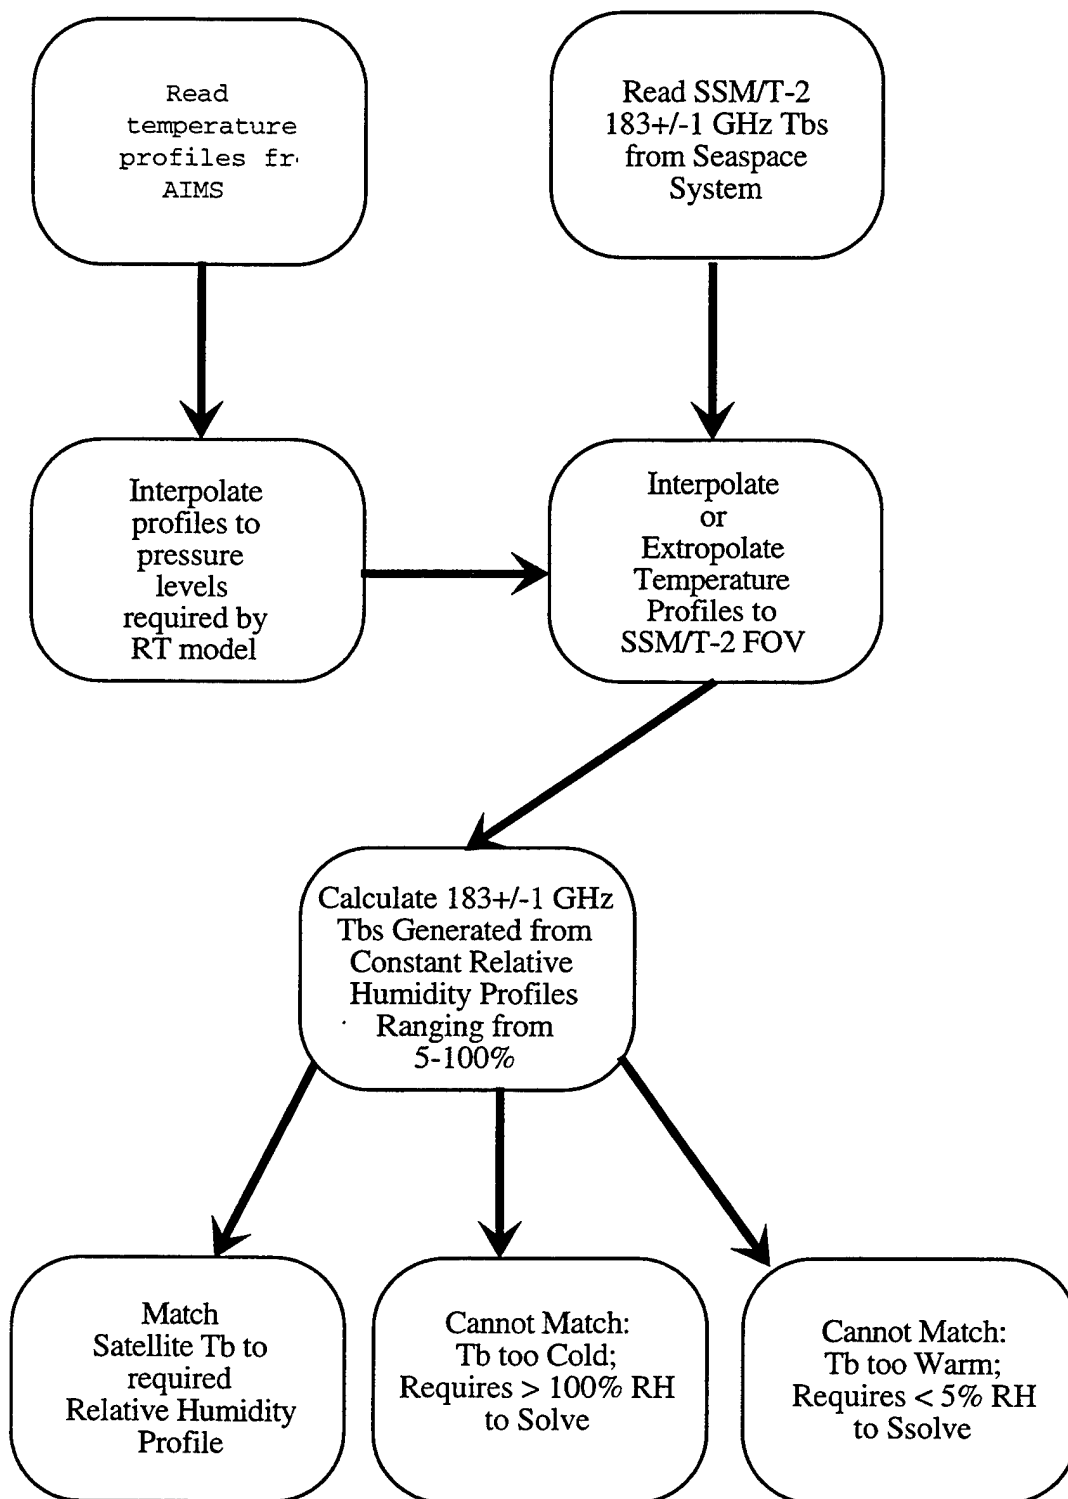 Read
temperature
profiles fr
AIMS
Read SSM/T-2
183+/-1 GHz Tbs
from Seaspace
System
Interpolate
profiles to
pressure
levels
required by
RT model
Interpolate
or
Extropolate
Temperature
Profiles to
SSM/T-2 FOV
Calculate 183+/-1 GHz
Tbs Generated from
Constant Relative
Humidity Profiles
Ranging from
5-100%
Match
Satellite Tb to
required
Relative Humidity
Profile
Cannot Match:
Tb too Cold;
Requires > 100% RH
to Solve
Cannot Match:
Tb too Warm;
Requires < 5% RH
to Ssolve